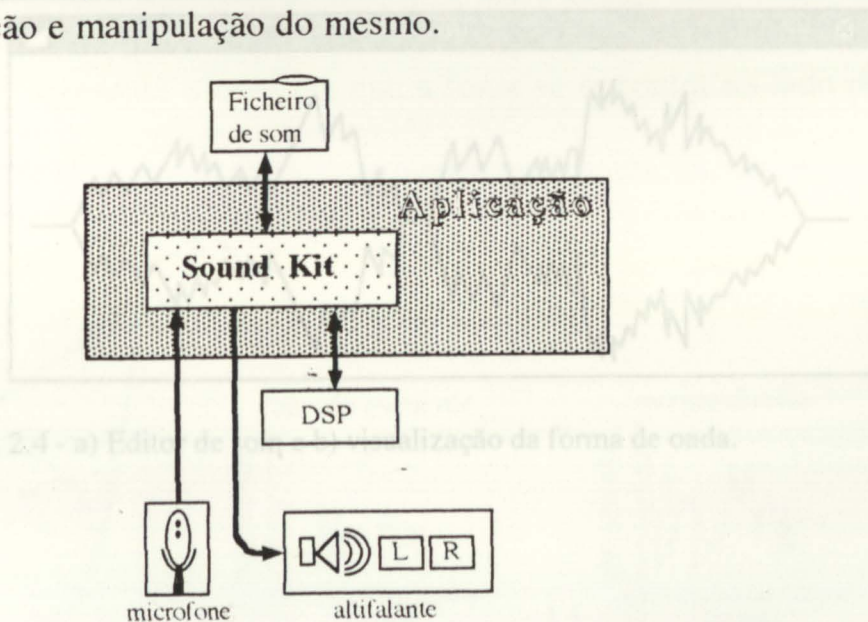 ão e manipulação do mesmo.
Ficheiro
de som
Aplicação
Sound Kit
DSP
2.4 - a) Editor de som e b) visualização da forma de onda.
L R
microfone
altifalante